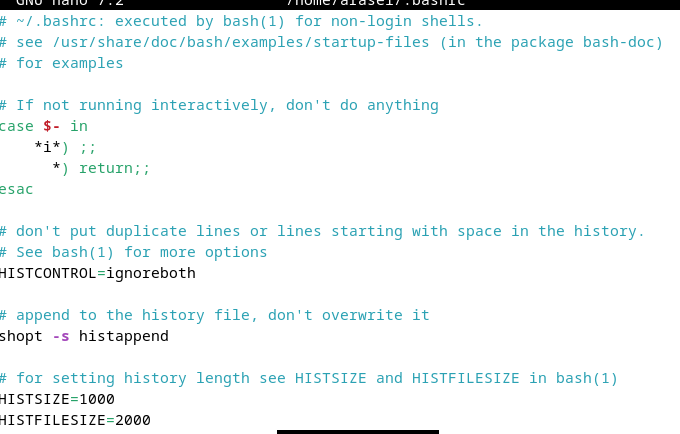 GNU nano 7.2 /home/arasel/.bashrc
# ~/.bashrc: executed by bash(1) for non-login shells.
# see /usr/share/doc/bash/examples/startup-files (in the package bash-doc)
# for examples

# If not running interactively, don't do anything
case $- in
    *i*) ;;
      *) return;;
esac

# don't put duplicate lines or lines starting with space in the history.
# See bash(1) for more options
HISTCONTROL=ignoreboth

# append to the history file, don't overwrite it
shopt -s histappend

# for setting history length see HISTSIZE and HISTFILESIZE in bash(1)
HISTSIZE=1000
HISTFILESIZE=2000